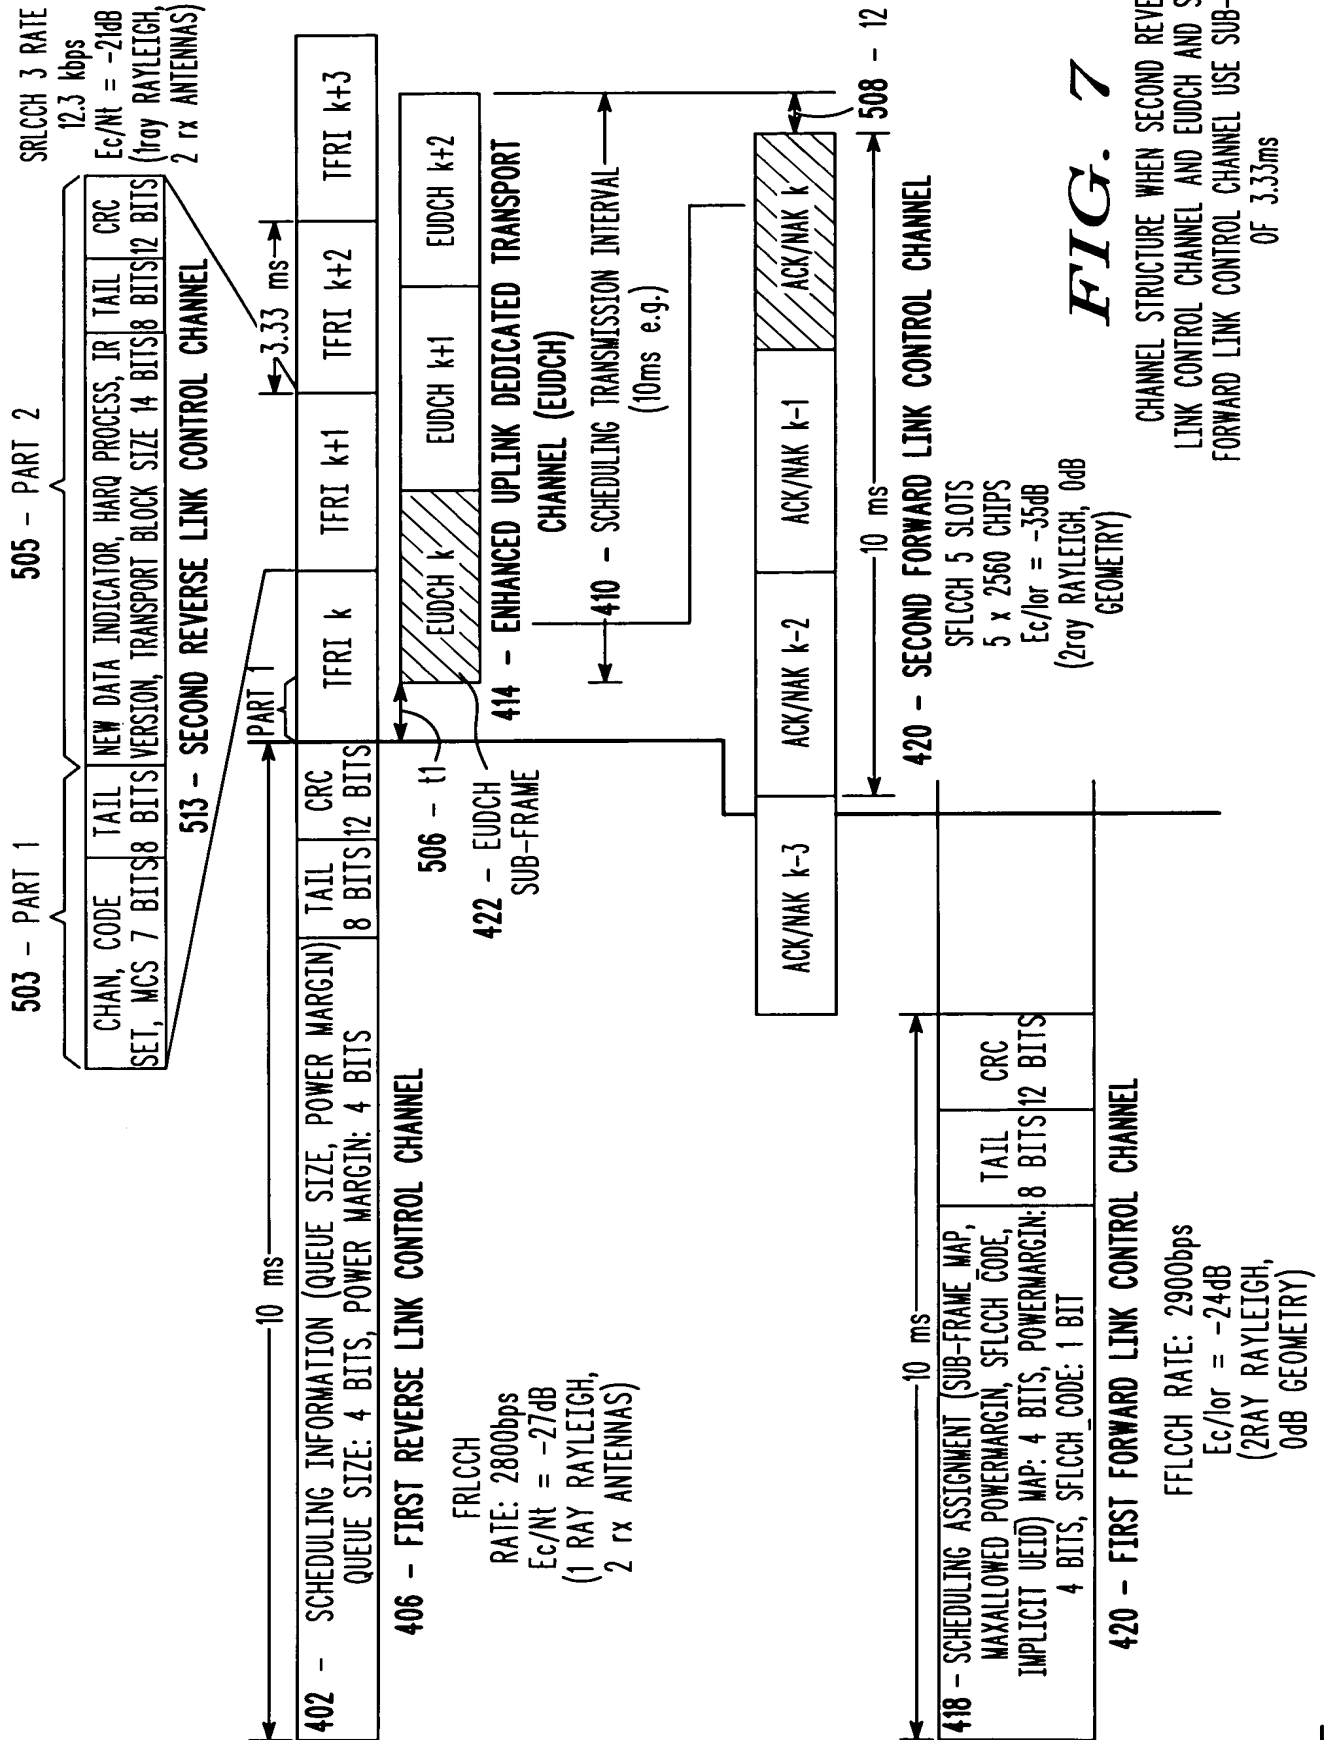 503 - PART 1
505 - PART 2
CHAN, CODE
SET, MCS 7 BITS
TAIL
8 BITS
NEW DATA INDICATOR, HARQ PROCESS, IR
VERSION, TRANSPORT BLOCK SIZE 14 BITS
TAIL
8 BITS
CRC
12 BITS
SRLCCH 3 RATE
12.3 kbps
Ec/Nt = -21dB
(1ray RAYLEIGH,
2 rx ANTENNAS)
513 - SECOND REVERSE LINK CONTROL CHANNEL
10 ms
PART 1
3.33 ms
402 - SCHEDULING INFORMATION (QUEUE SIZE, POWER MARGIN)
QUEUE SIZE: 4 BITS, POWER MARGIN: 4 BITS
TAIL
8 BITS
CRC
12 BITS
TFRI k
TFRI k+1
TFRI k+2
TFRI k+3
406 - FIRST REVERSE LINK CONTROL CHANNEL
FRLCCH
RATE: 2800bps
Ec/Nt = -27dB
(1 RAY RAYLEIGH,
2 rx ANTENNAS)
506 - t1
422 - EUDCH
SUB-FRAME
EUDCH k
EUDCH k+1
EUDCH k+2
414 - ENHANCED UPLINK DEDICATED TRANSPORT
CHANNEL (EUDCH)
410 - SCHEDULING TRANSMISSION INTERVAL
(10ms e.g.)
ACK/NAK k-3
ACK/NAK k-2
ACK/NAK k-1
ACK/NAK k
508 - 12
10 ms
420 - SECOND FORWARD LINK CONTROL CHANNEL
SFLCCH 5 SLOTS
5 x 2560 CHIPS
Ec/Ior = -35dB
(2ray RAYLEIGH, 0dB
GEOMETRY)
10 ms
418 - SCHEDULING ASSIGNMENT (SUB-FRAME MAP,
MAXALLOWED POWERMARGIN, SFLCCH_CODE,
IMPLICIT UEID) MAP: 4 BITS, POWERMARGIN:
4 BITS, SFLCCH_CODE: 1 BIT
TAIL
8 BITS
CRC
12 BITS
420 - FIRST FORWARD LINK CONTROL CHANNEL
FFLCCH RATE: 2900bps
Ec/Ior = -24dB
(2RAY RAYLEIGH,
0dB GEOMETRY)
FIG. 7
CHANNEL STRUCTURE WHEN SECOND REVE
LINK CONTROL CHANNEL AND EUDCH AND S
FORWARD LINK CONTROL CHANNEL USE SUB-
OF 3.33ms